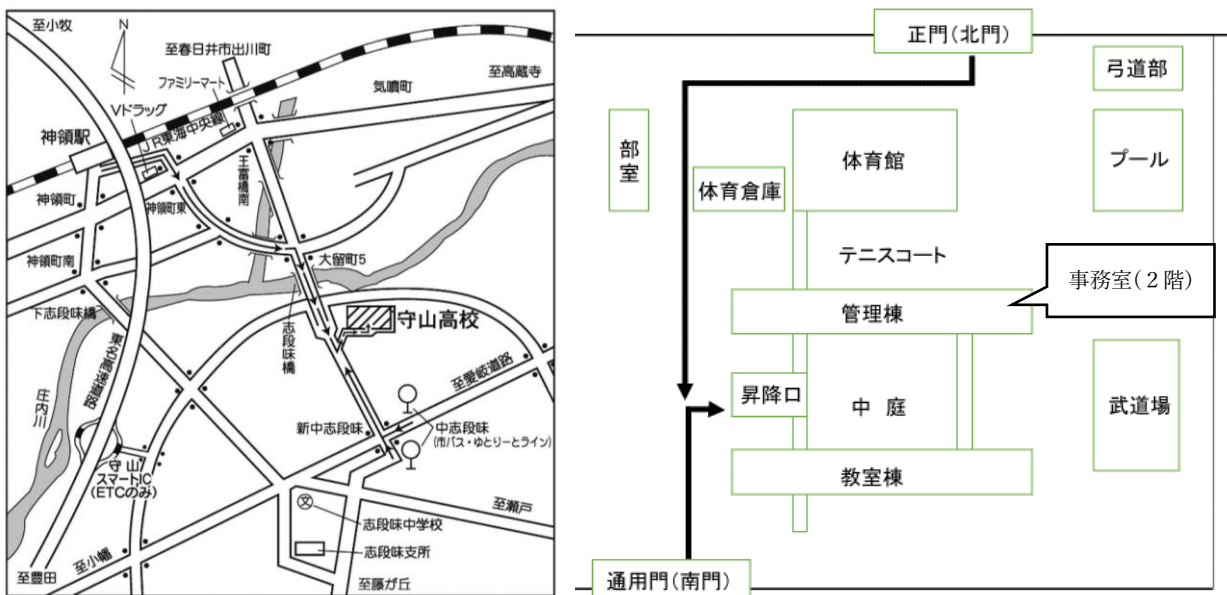 至小牧
N
至春日井市出川町
ファミリーマート
至高蔵寺
気噴町
Vドラッグ
神領駅
JR東海中央線
王富橋南
神領町
神領町東
神領町南
大留町5
下志段味橋
志段味橋
守山高校
東名高速道路
至愛岐道路
庄内川
新中志段味
中志段味
(市バス・ゆとりーとライン)
守山
スマートIC
(ETCのみ)
至瀬戸
文
志段味中学校
志段味支所
至小幡
至豊田
至藤が丘
正門(北門)
弓道部
部室
体育館
プール
体育倉庫
テニスコート
事務室(2階)
管理棟
昇降口
中 庭
武道場
教室棟
通用門(南門)